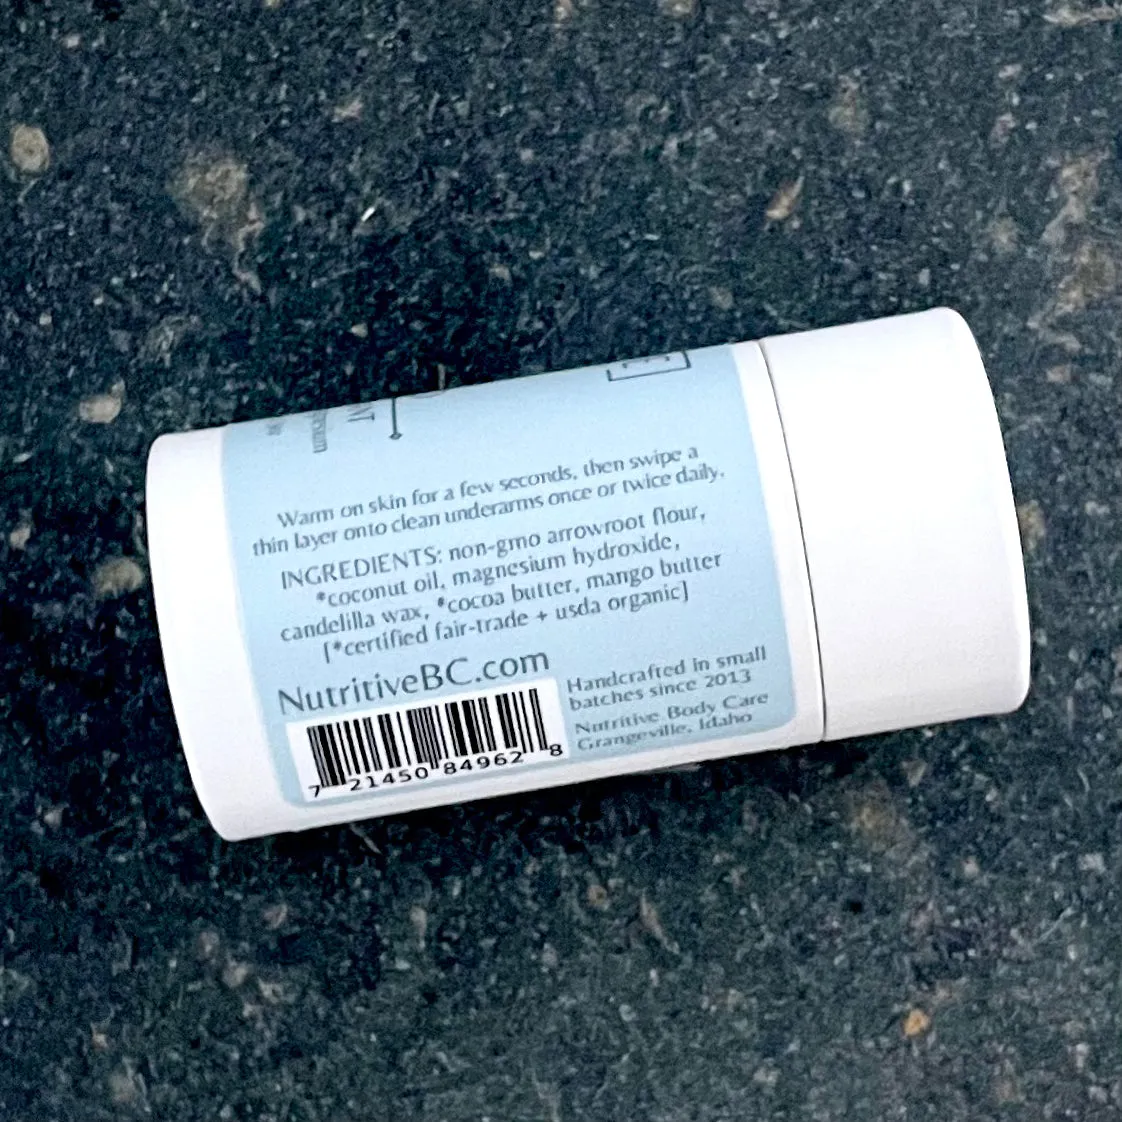 Warm on skin for a few seconds, then swipe a
thin layer onto clean underarms once or twice daily.
INGREDIENTS: non-gmo arrowroot flour,
*coconut oil, magnesium hydroxide,
candelilla wax, *cocoa butter, mango butter
[*certified fair-trade + usda organic]
NutritiveBC.com
Handcrafted in small
batches since 2013
Nutritive Body Care
Grangeville, Idaho
7 21450 84962 8